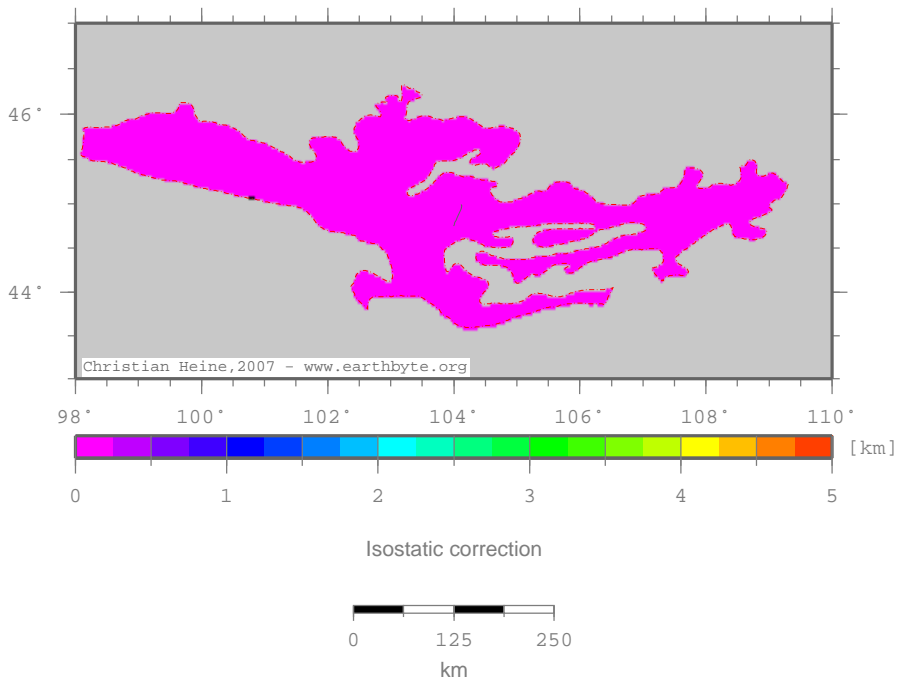 46°
44°
Christian Heine,2007 - www.earthbyte.org
98° 100° 102° 104° 106° 108° 110°
[km]
0 1 2 3 4 5
Isostatic correction
0 125 250
km